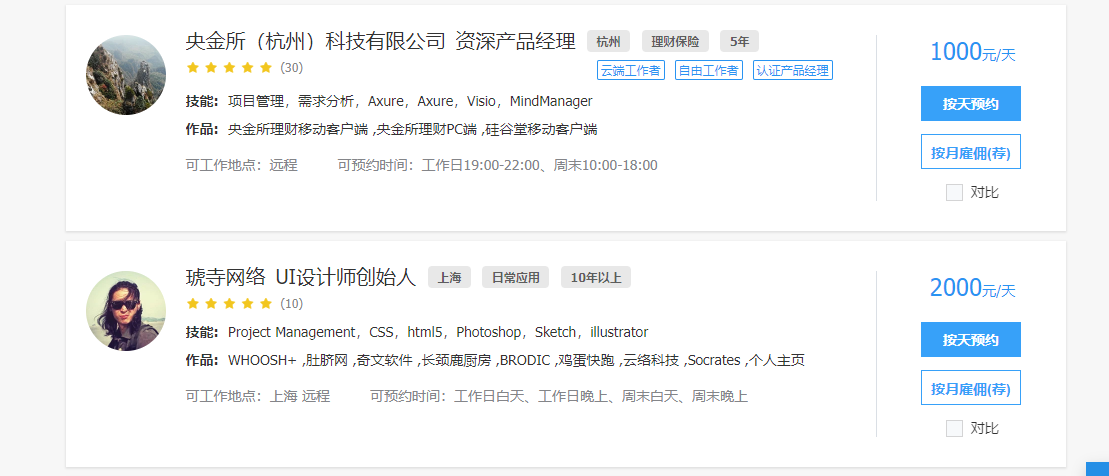 央金所（杭州）科技有限公司 资深产品经理 杭州 理财保险 5年
(30) 云端工作者 自由工作者 认证产品经理
技能：项目管理，需求分析，Axure，Axure，Visio，MindManager
作品：央金所理财移动客户端 ,央金所理财PC端 ,硅谷堂移动客户端
可工作地点：远程 可预约时间：工作日19:00-22:00、周末10:00-18:00
1000元/天
按天预约
按月雇佣(荐)
对比
琥寺网络 UI设计师创始人 上海 日常应用 10年以上
(10)
技能：Project Management，CSS，html5，Photoshop，Sketch，illustrator
作品：WHOOSH+ ,肚脐网 ,奇文软件 ,长颈鹿厨房 ,BRODIC ,鸡蛋快跑 ,云络科技 ,Socrates ,个人主页
可工作地点：上海 远程 可预约时间：工作日白天、工作日晚上、周末白天、周末晚上
2000元/天
按天预约
按月雇佣(荐)
对比